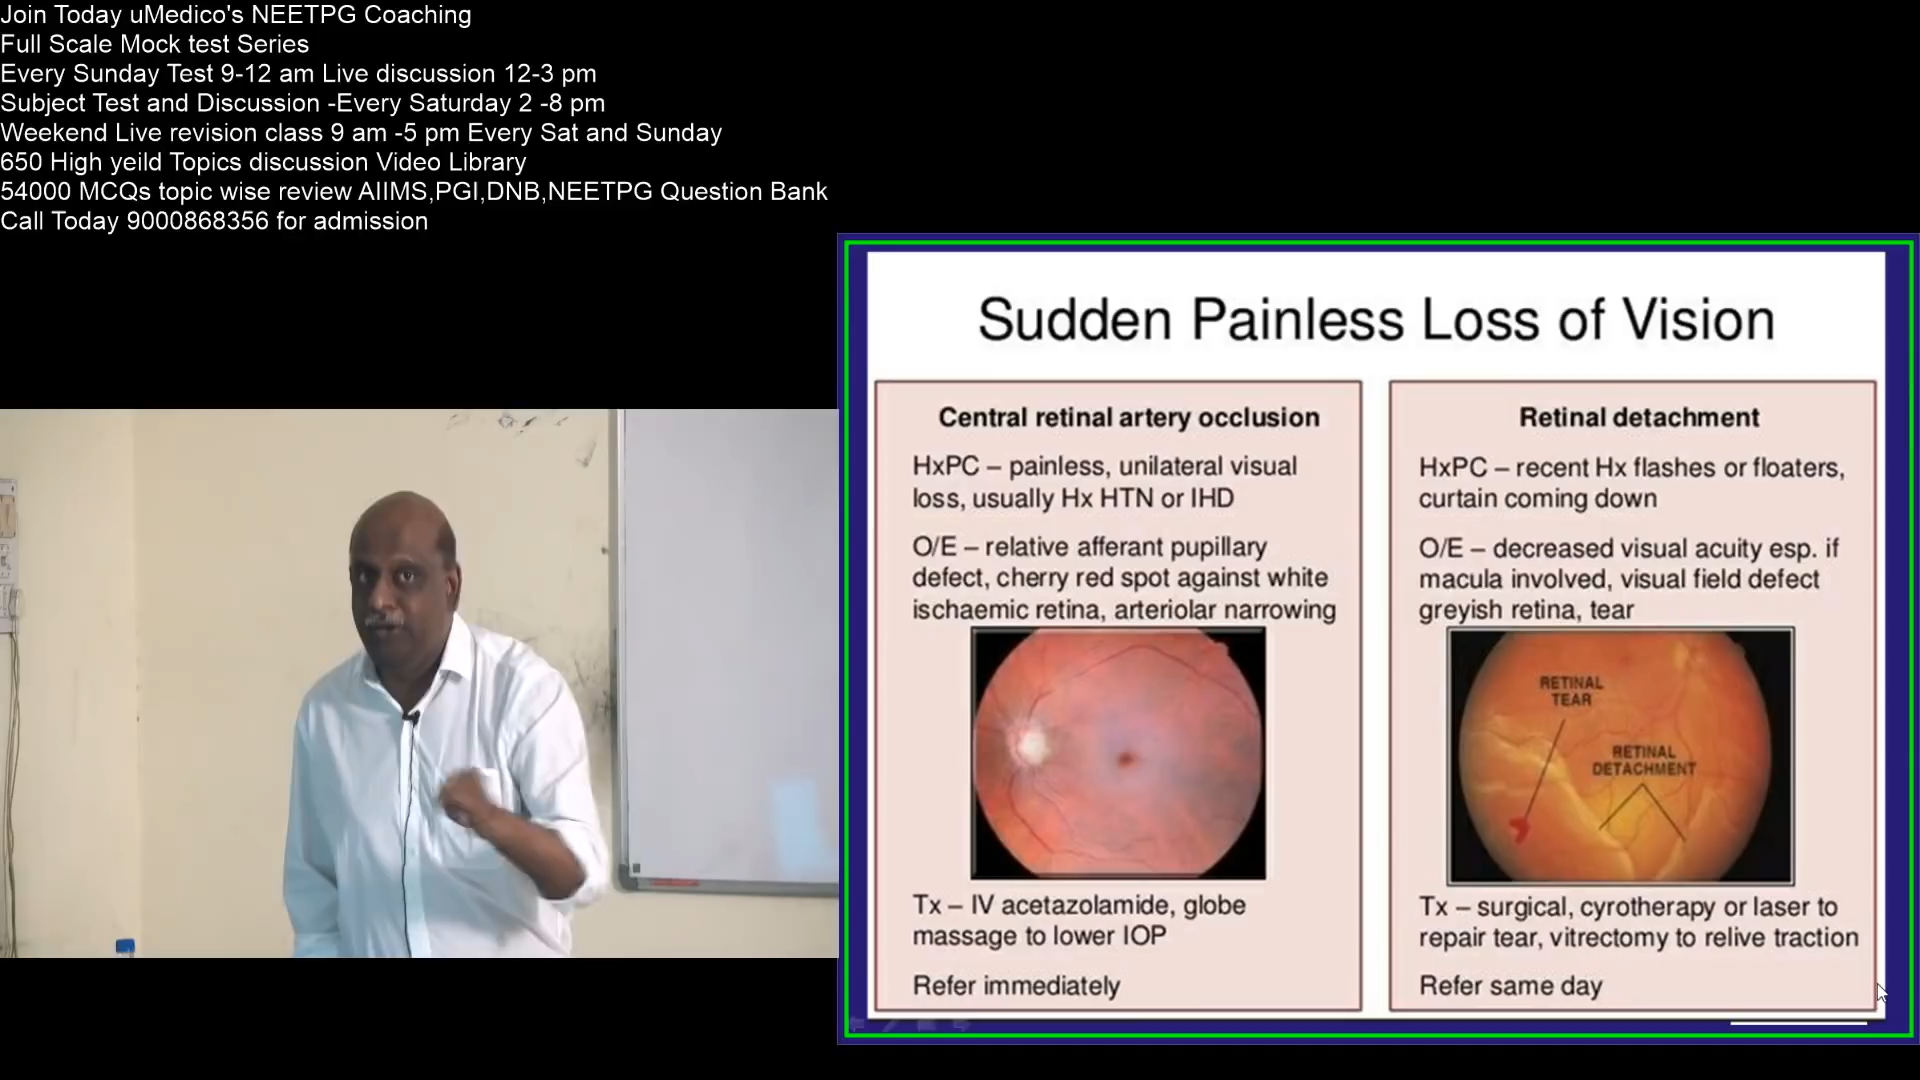 Join Today uMedico's NEETPG Coaching
Full Scale Mock test Series
Every Sunday Test 9-12 am Live discussion 12-3 pm
Subject Test and Discussion -Every Saturday 2 -8 pm
Weekend Live revision class 9 am -5 pm Every Sat and Sunday
650 High yeild Topics discussion Video Library
54000 MCQs topic wise review AIIMS,PGI,DNB,NEETPG Question Bank
Call Today 9000868356 for admission
Sudden Painless Loss of Vision
Central retinal artery occlusion
HxPC – painless, unilateral visual
loss, usually Hx HTN or IHD
O/E – relative afferant pupillary
defect, cherry red spot against white
ischaemic retina, arteriolar narrowing
Tx – IV acetazolamide, globe
massage to lower IOP
Refer immediately
Retinal detachment
HxPC – recent Hx flashes or floaters,
curtain coming down
O/E – decreased visual acuity esp. if
macula involved, visual field defect
greyish retina, tear
RETINAL
TEAR
RETINAL
DETACHMENT
Tx – surgical, cyrotherapy or laser to
repair tear, vitrectomy to relive traction
Refer same day